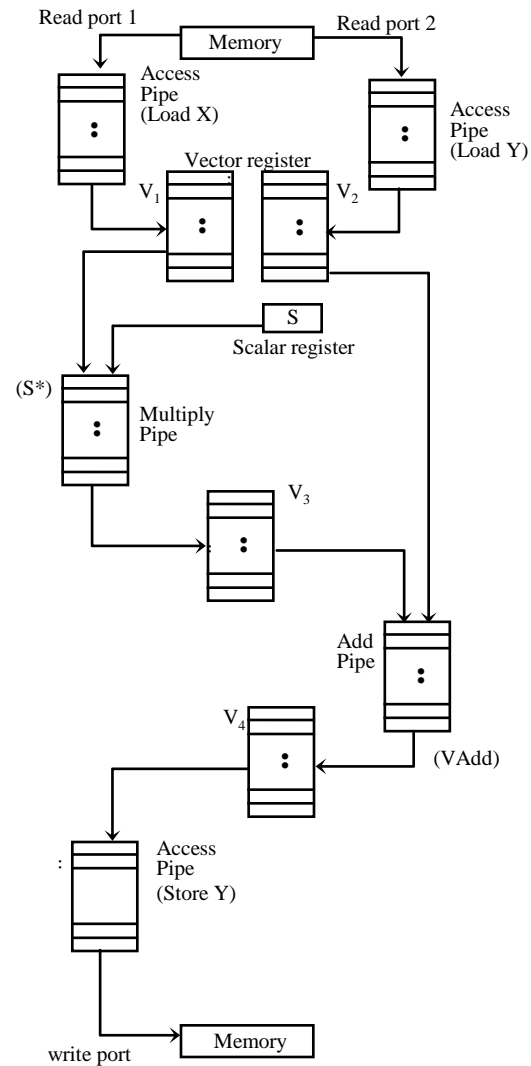 Read port 1
Memory
Read port 2
Access
Pipe
(Load X)
Access
Pipe
(Load Y)
Vector register
V1
:
V2
S
Scalar register
(S*)
Multiply
Pipe
V3
:
Add
Pipe
V4
(VAdd)
:
Access
Pipe
(Store Y)
Memory
write port